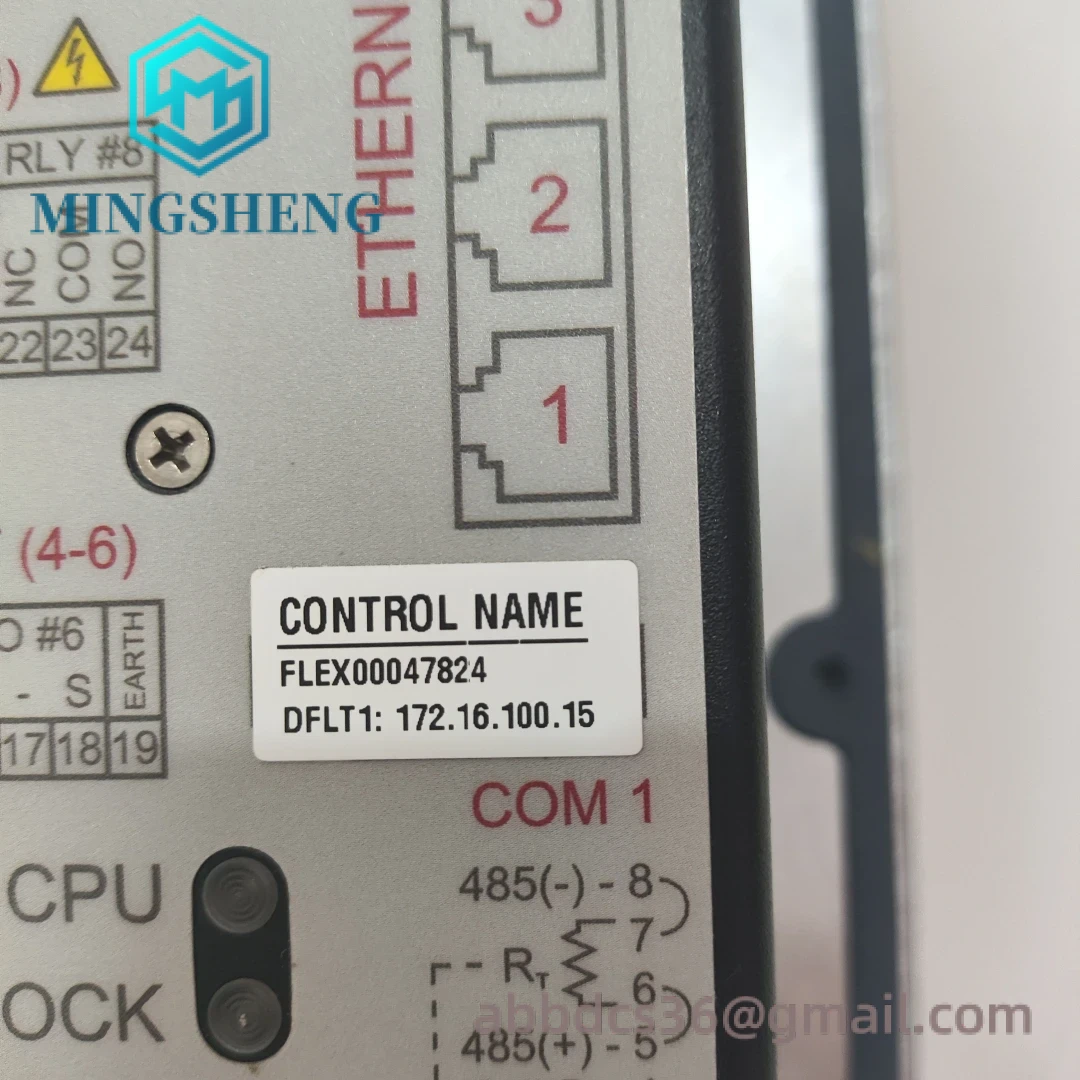 3
ETHERN
RLY #8
MINGSHENG
2
NC
COM
NO
22 23 24
1
(4-6)
O #6
- S
EARTH
17 18 19
CONTROL NAME
FLEX00047824
DFLT1: 172.16.100.15
COM 1
CPU
485(-) - 8
7
- RT
6
OCK
abbdcs36@gmail.com
485(+) - 5